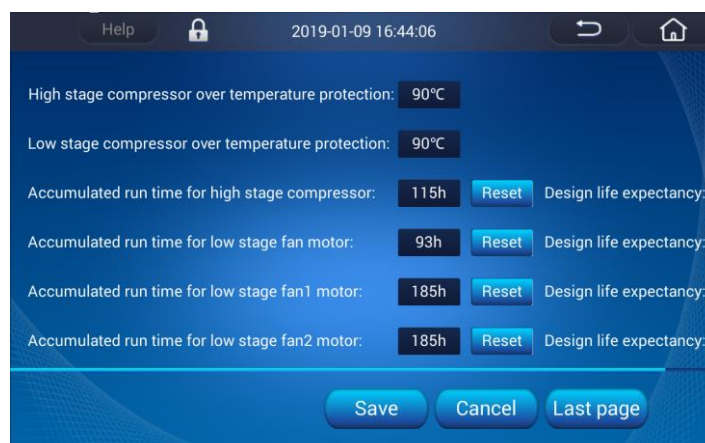 Help 2019-01-09 16:44:06
High stage compressor over temperature protection: 90℃
Low stage compressor over temperature protection: 90℃
Accumulated run time for high stage compressor: 115h Reset Design life expectancy:
Accumulated run time for low stage fan motor: 93h Reset Design life expectancy:
Accumulated run time for low stage fan1 motor: 185h Reset Design life expectancy:
Accumulated run time for low stage fan2 motor: 185h Reset Design life expectancy:
Save Cancel Last page